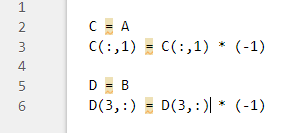 1
2 C = A
3 C(:,1) = C(:,1) * (-1)
4
5 D = B
6 D(3,:) = D(3,:) * (-1)